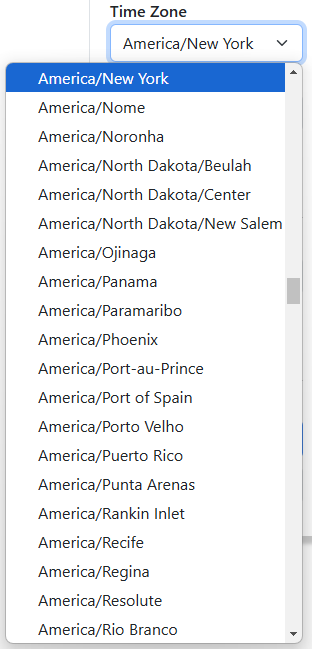 Time Zone
America/New York
America/New York
America/Nome
America/Noronha
America/North Dakota/Beulah
America/North Dakota/Center
America/North Dakota/New Salem
America/Ojinaga
America/Panama
America/Paramaribo
America/Phoenix
America/Port-au-Prince
America/Port of Spain
America/Porto Velho
America/Puerto Rico
America/Punta Arenas
America/Rankin Inlet
America/Recife
America/Regina
America/Resolute
America/Rio Branco